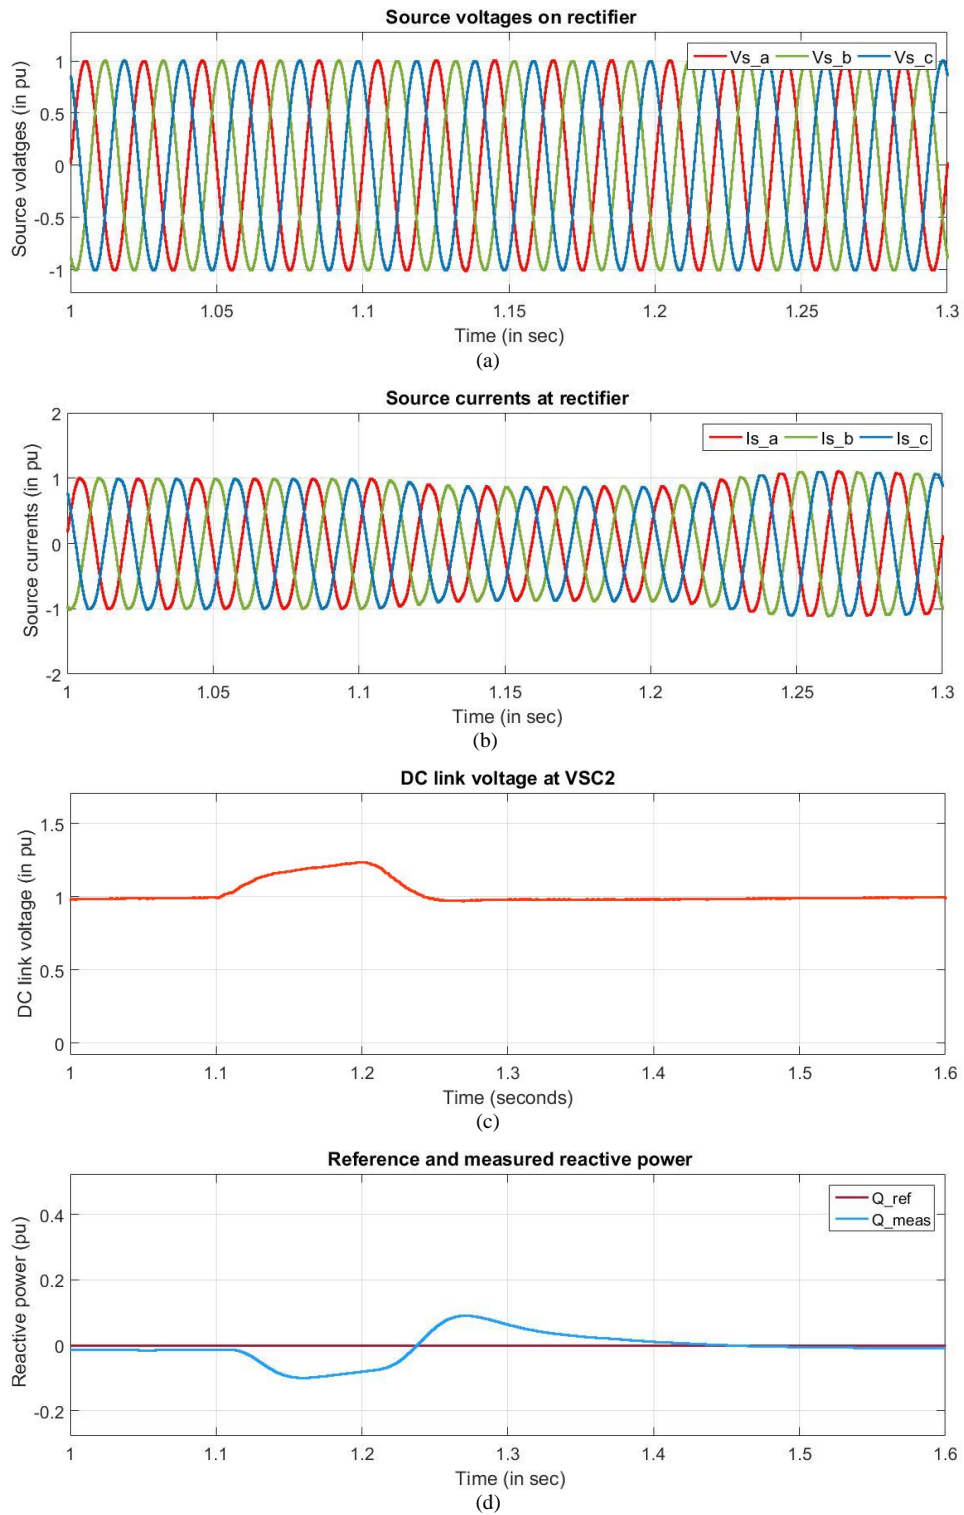 Source voltages on rectifier
Source volatges (in pu)
Vs_a Vs_b Vs_c
1
0.5
0
-0.5
-1
1 1.05 1.1 1.15 1.2 1.25 1.3
Time (in sec)
(a)
Source currents at rectifier
Source currents (in pu)
Is_a Is_b Is_c
2
1
0
-1
-2
1 1.05 1.1 1.15 1.2 1.25 1.3
Time (in sec)
(b)
DC link voltage at VSC2
DC link voltage (in pu)
1.5
1
0.5
0
1 1.1 1.2 1.3 1.4 1.5 1.6
Time (seconds)
(c)
Reference and measured reactive power
Reactive power (pu)
Q_ref
Q_meas
0.4
0.2
0
-0.2
1 1.1 1.2 1.3 1.4 1.5 1.6
Time (in sec)
(d)